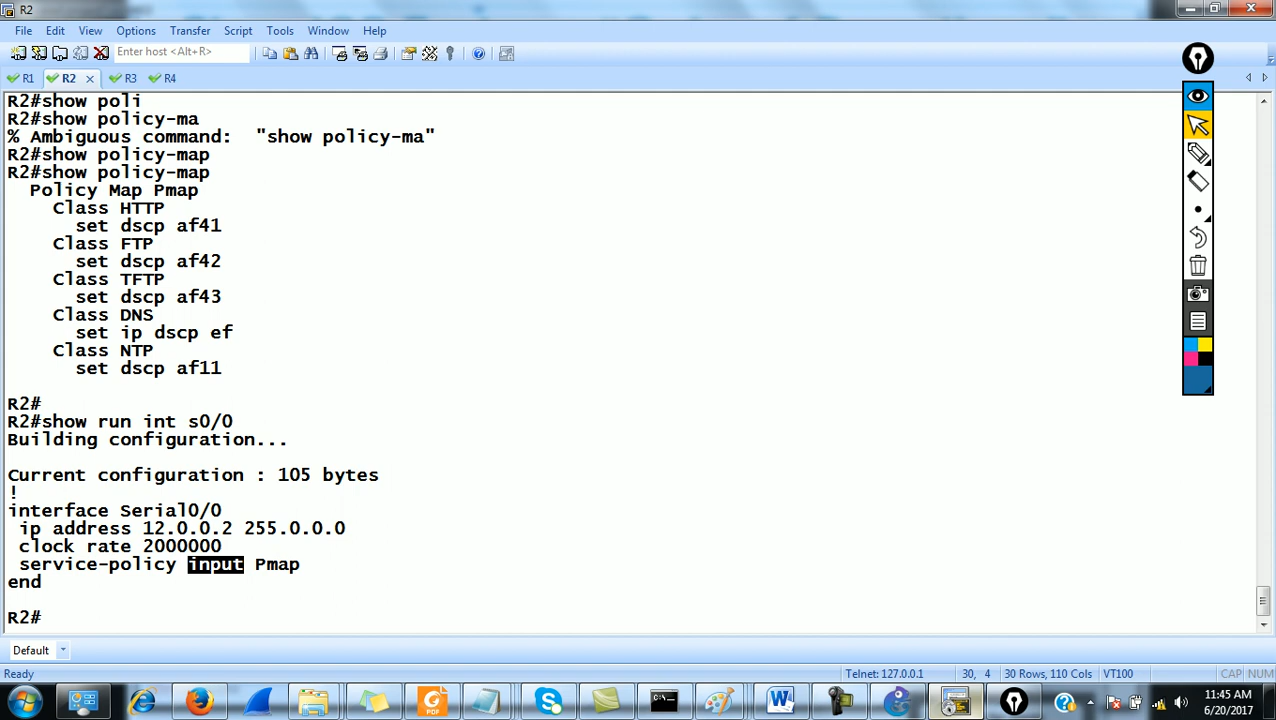 R2
File Edit View Options Transfer Script Tools Window Help
Enter host <Alt+R>
R1 R2 R3 R4
R2#show poli
R2#show policy-ma
% Ambiguous command:  "show policy-ma"
R2#show policy-map
R2#show policy-map
Policy Map Pmap
Class HTTP
set dscp af41
Class FTP
set dscp af42
Class TFTP
set dscp af43
Class DNS
set ip dscp ef
Class NTP
set dscp af11
R2#
R2#show run int s0/0
Building configuration...
Current configuration : 105 bytes
!
interface Serial0/0
ip address 12.0.0.2 255.0.0.0
clock rate 2000000
service-policy input Pmap
end
R2#
Default
Ready Telnet: 127.0.0.1 30, 4 30 Rows, 110 Cols VT100 CAP NUM
11:45 AM
6/20/2017